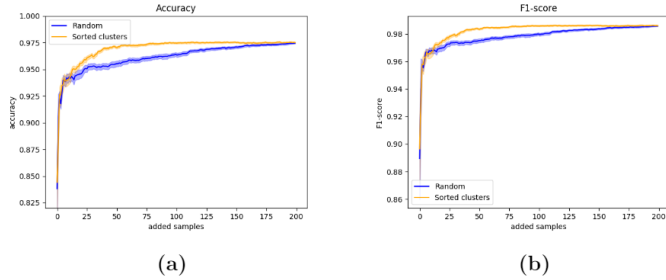 Accuracy
Random
Sorted clusters
1.000
0.975
0.950
0.925
0.900
0.875
0.850
0.825
accuracy
0
25
50
75
100
125
150
175
200
added samples
(a)
F1-score
0.98
0.96
0.94
0.92
0.90
0.88
0.86
F1-score
Random
Sorted clusters
0
25
50
75
100
125
150
175
200
added samples
(b)